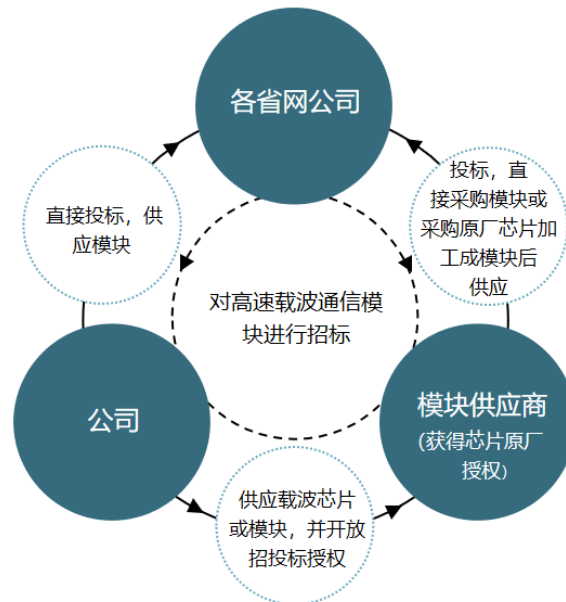 各省网公司
直接投标，供
应模块
投标，直
接采购模块或
采购原厂芯片加
工成模块后
供应
对高速载波通信模
块进行招标
公司
模块供应商
(获得芯片原厂
授权)
供应载波芯片
或模块，并开放
招投标授权